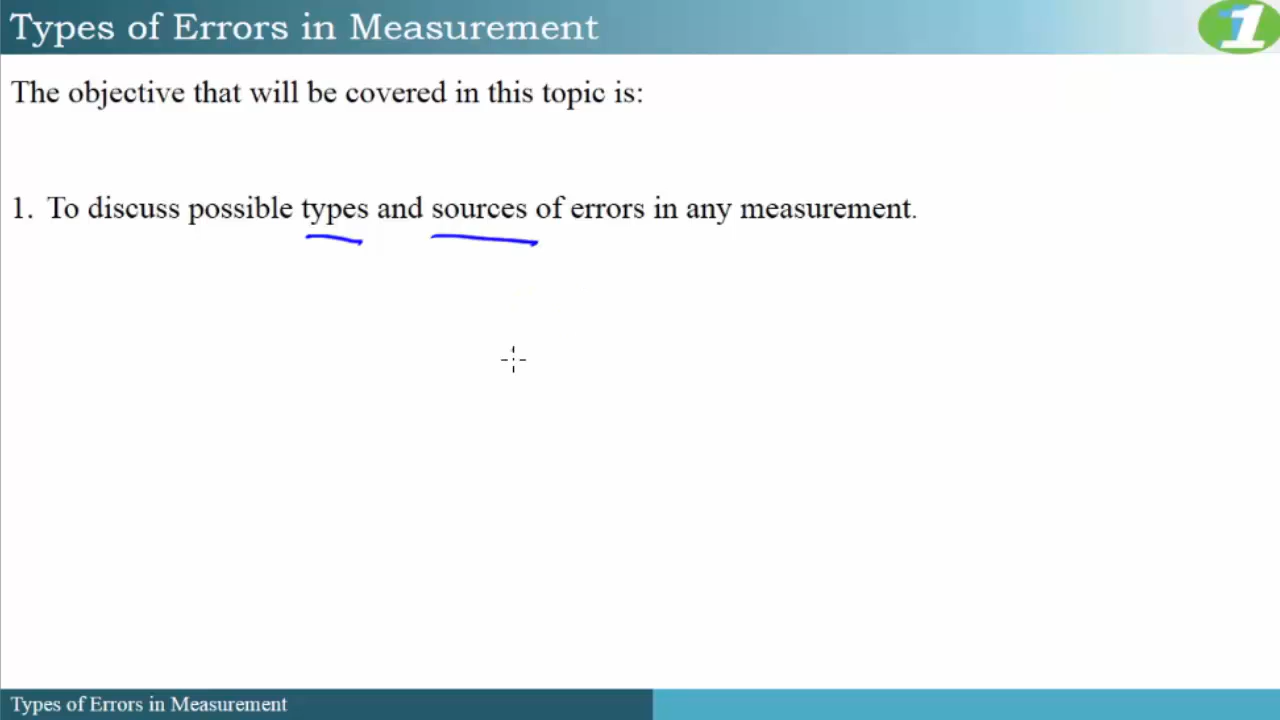 Types of Errors in Measurement
1
The objective that will be covered in this topic is:
1. To discuss possible types and sources of errors in any measurement.
Types of Errors in Measurement